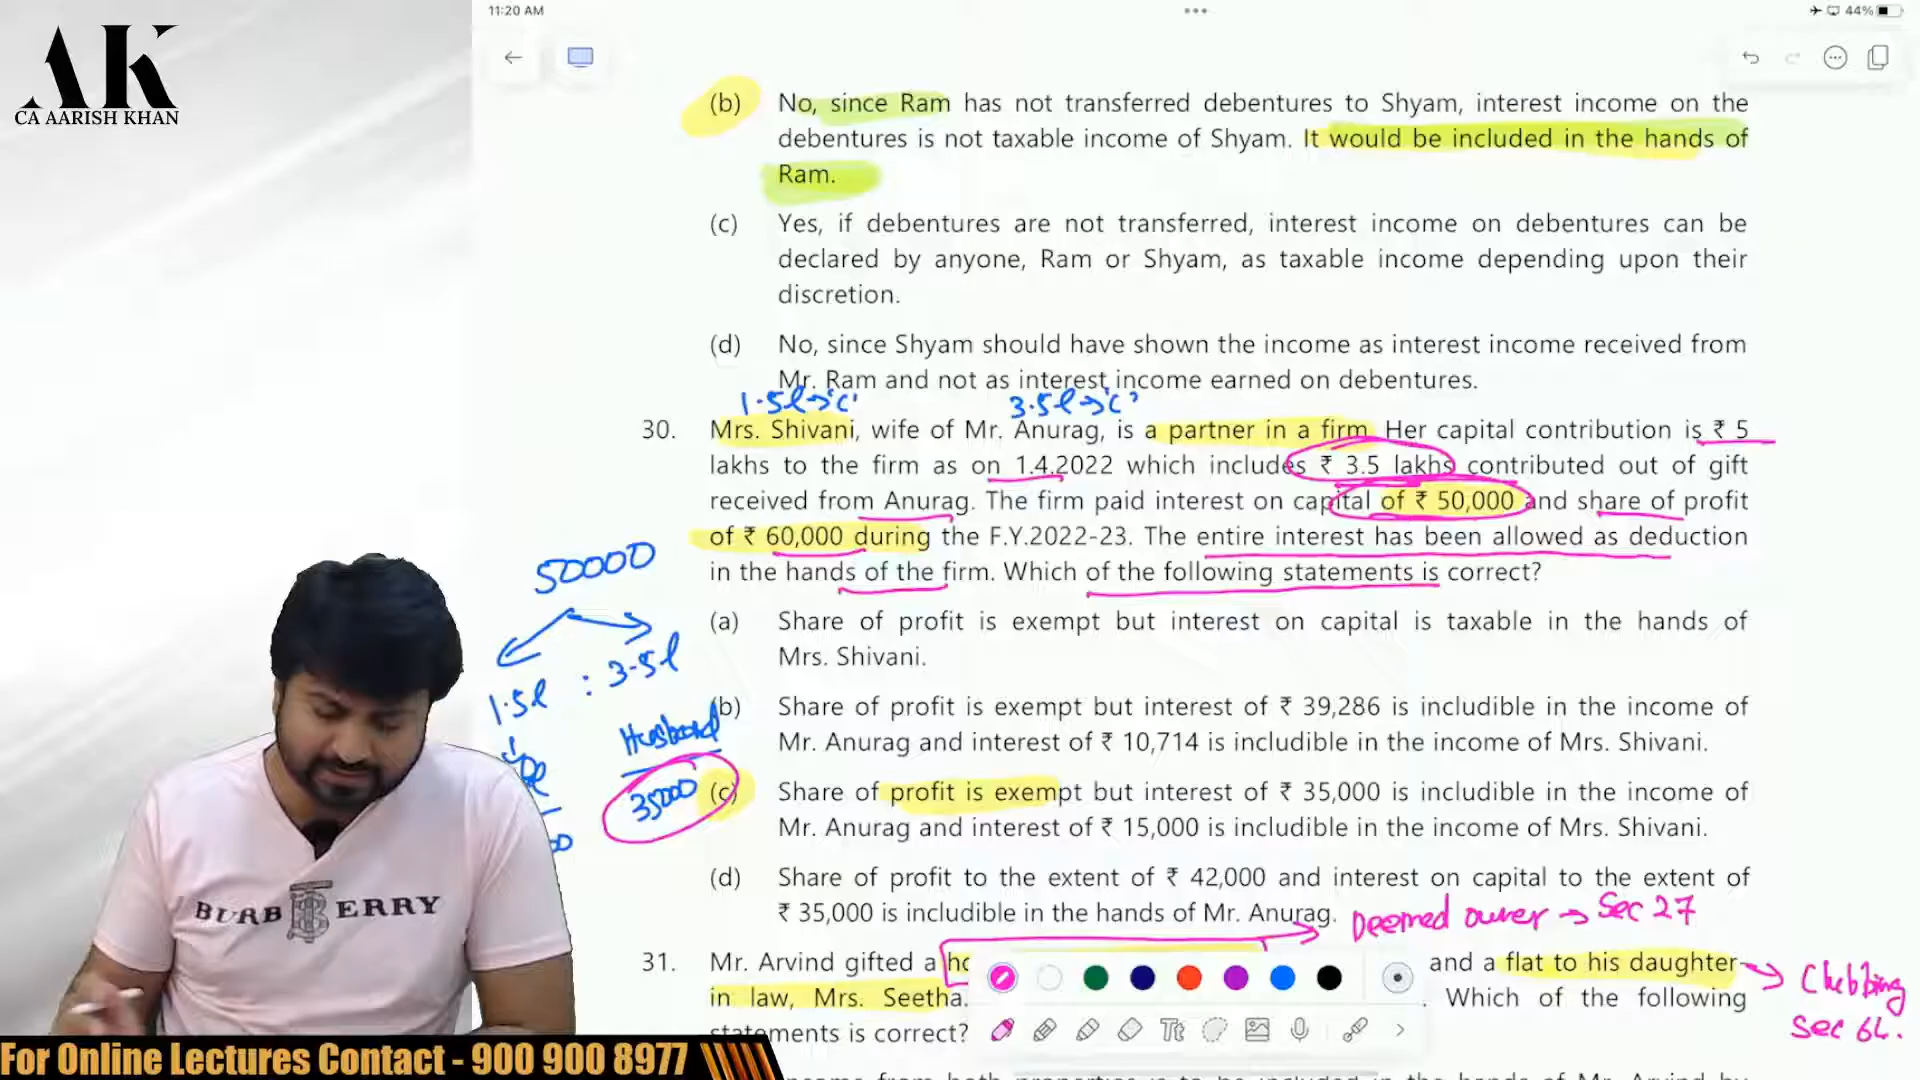 11:20 AM
44%
AK
CA AARISH KHAN
(b) No, since Ram has not transferred debentures to Shyam, interest income on the
debentures is not taxable income of Shyam. It would be included in the hands of
Ram.
(c) Yes, if debentures are not transferred, interest income on debentures can be
declared by anyone, Ram or Shyam, as taxable income depending upon their
discretion.
(d) No, since Shyam should have shown the income as interest income received from
Mr. Ram and not as interest income earned on debentures.
1.5l→'C' 3.5l→'C'
30. Mrs. Shivani, wife of Mr. Anurag, is a partner in a firm. Her capital contribution is ₹ 5
lakhs to the firm as on 1.4.2022 which includes ₹ 3.5 lakhs contributed out of gift
received from Anurag. The firm paid interest on capital of ₹ 50,000 and share of profit
of ₹ 60,000 during the F.Y.2022-23. The entire interest has been allowed as deduction
in the hands of the firm. Which of the following statements is correct?
50000
1.5l : 3.5l
Husband
35000
(a) Share of profit is exempt but interest on capital is taxable in the hands of
Mrs. Shivani.
(b) Share of profit is exempt but interest of ₹ 39,286 is includible in the income of
Mr. Anurag and interest of ₹ 10,714 is includible in the income of Mrs. Shivani.
(c) Share of profit is exempt but interest of ₹ 35,000 is includible in the income of
Mr. Anurag and interest of ₹ 15,000 is includible in the income of Mrs. Shivani.
(d) Share of profit to the extent of ₹ 42,000 and interest on capital to the extent of
₹ 35,000 is includible in the hands of Mr. Anurag.
Deemed owner → Sec 27
31. Mr. Arvind gifted a and a flat to his daughter-
in law, Mrs. Seetha. Which of the following
statements is correct?
Clubbing
Sec 64.
Tt
BURBERRY
For Online Lectures Contact - 900 900 8977